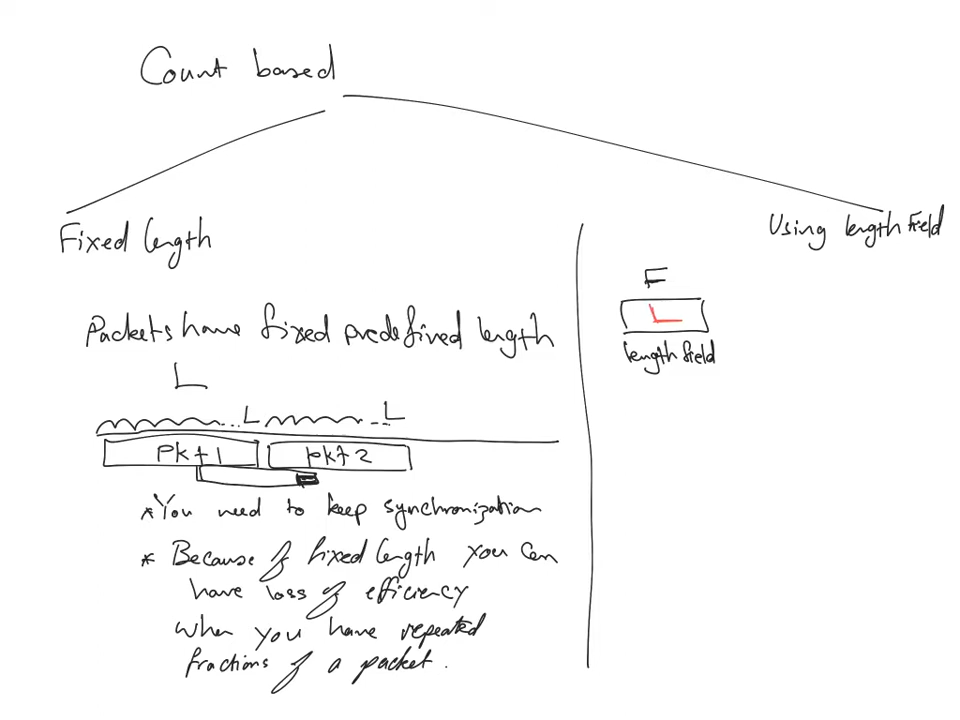 Count based
Fixed length
Using length field
F
L
length field
Packets have fixed predefined length
L
...L ...L
Pkt 1 pkt 2
*You need to keep synchronization
* Because of fixed length you can
have loss of efficiency
when you have repeated
fractions of a packet.